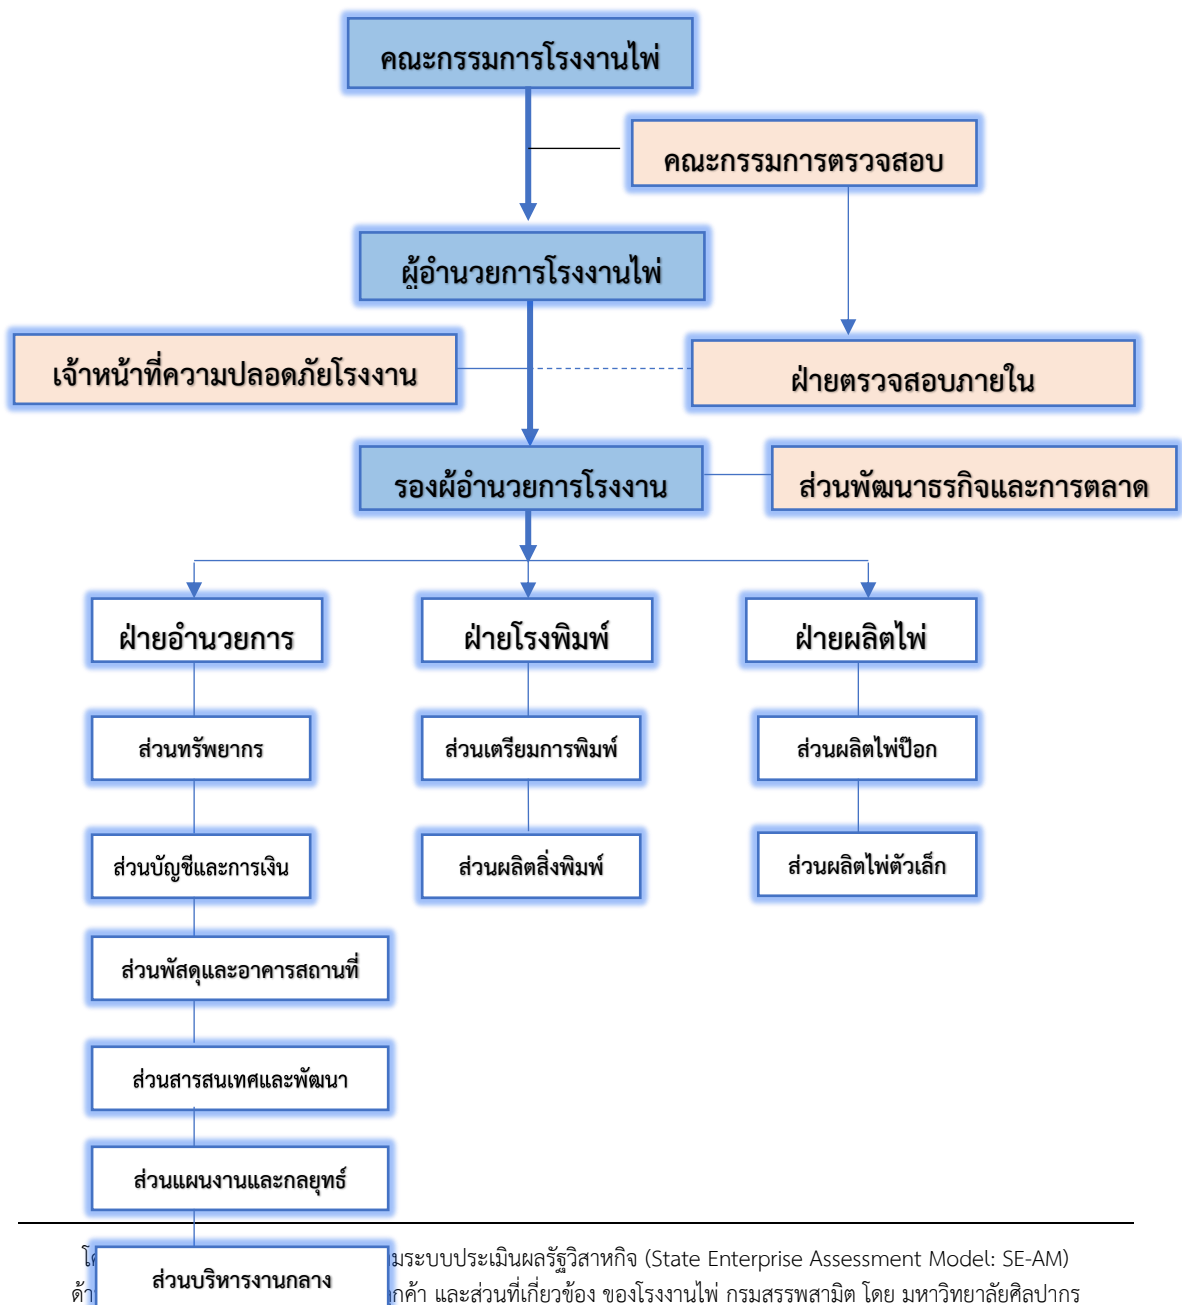 คณะกรรมการโรงงานไพ่
คณะกรรมการตรวจสอบ
ผู้อำนวยการโรงงานไพ่
เจ้าหน้าที่ความปลอดภัยโรงงาน
ฝ่ายตรวจสอบภายใน
รองผู้อำนวยการโรงงาน
ส่วนพัฒนาธุรกิจและการตลาด
ฝ่ายอำนวยการ
ฝ่ายโรงพิมพ์
ฝ่ายผลิตไพ่
ส่วนทรัพยากร
ส่วนเตรียมการพิมพ์
ส่วนผลิตไพ่ป๊อก
ส่วนบัญชีและการเงิน
ส่วนผลิตสิ่งพิมพ์
ส่วนผลิตไพ่ตัวเล็ก
ส่วนพัสดุและอาคารสถานที่
ส่วนสารสนเทศและพัฒนา
ส่วนแผนงานและกลยุทธ์
ระบบประเมินผลรัฐวิสาหกิจ (State Enterprise Assessment Model: SE-AM)
ส่วนบริหารงานกลาง
และส่วนที่เกี่ยวข้อง ของโรงงานไพ่ กรมสรรพสามิต โดย มหาวิทยาลัยศิลปากร